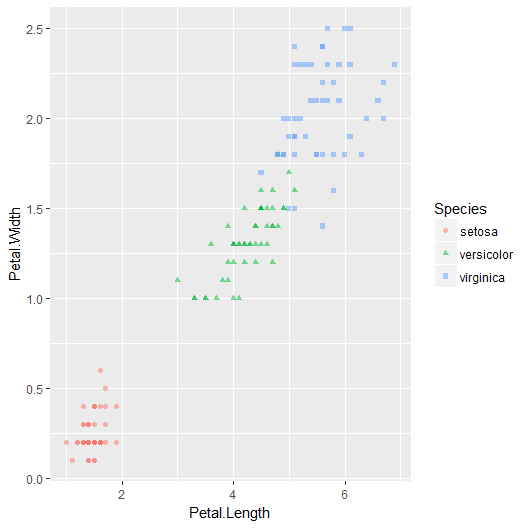 2.5
2.0
1.5
1.0
0.5
0.0
Petal.Width
2 4 6
Petal.Length
Species
setosa
versicolor
virginica